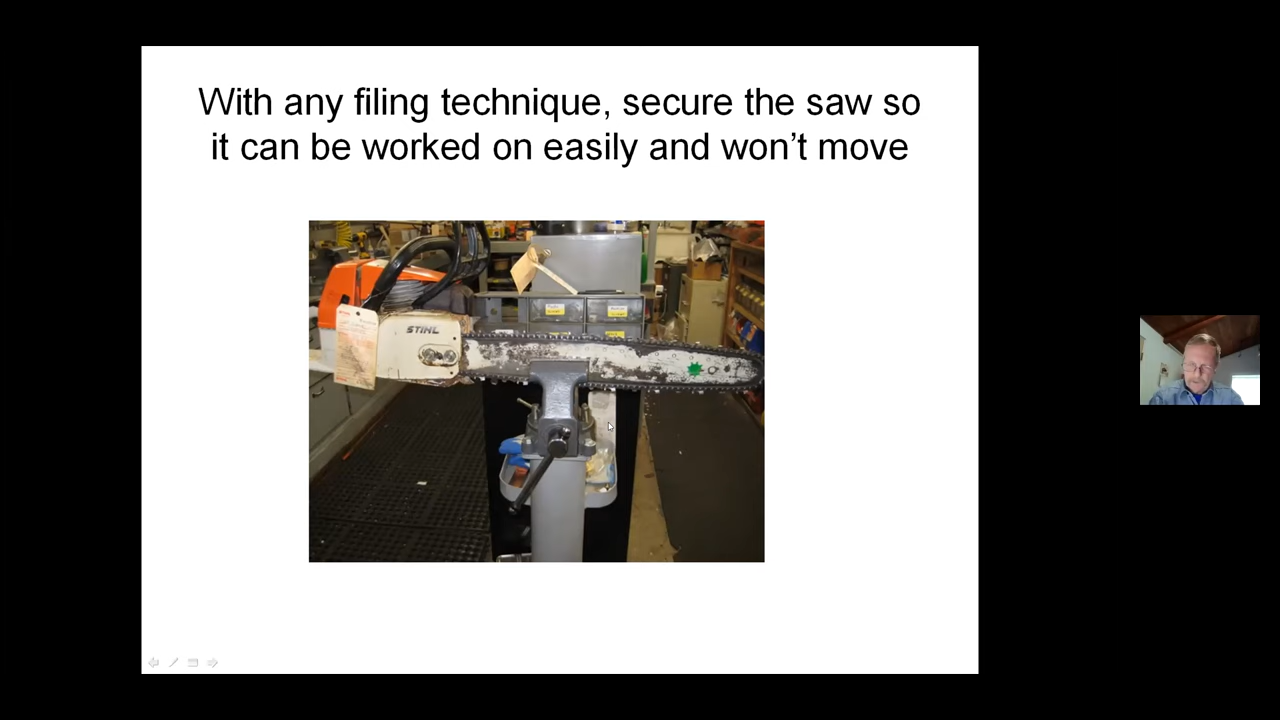 With any filing technique, secure the saw so
it can be worked on easily and won't move
STIHL